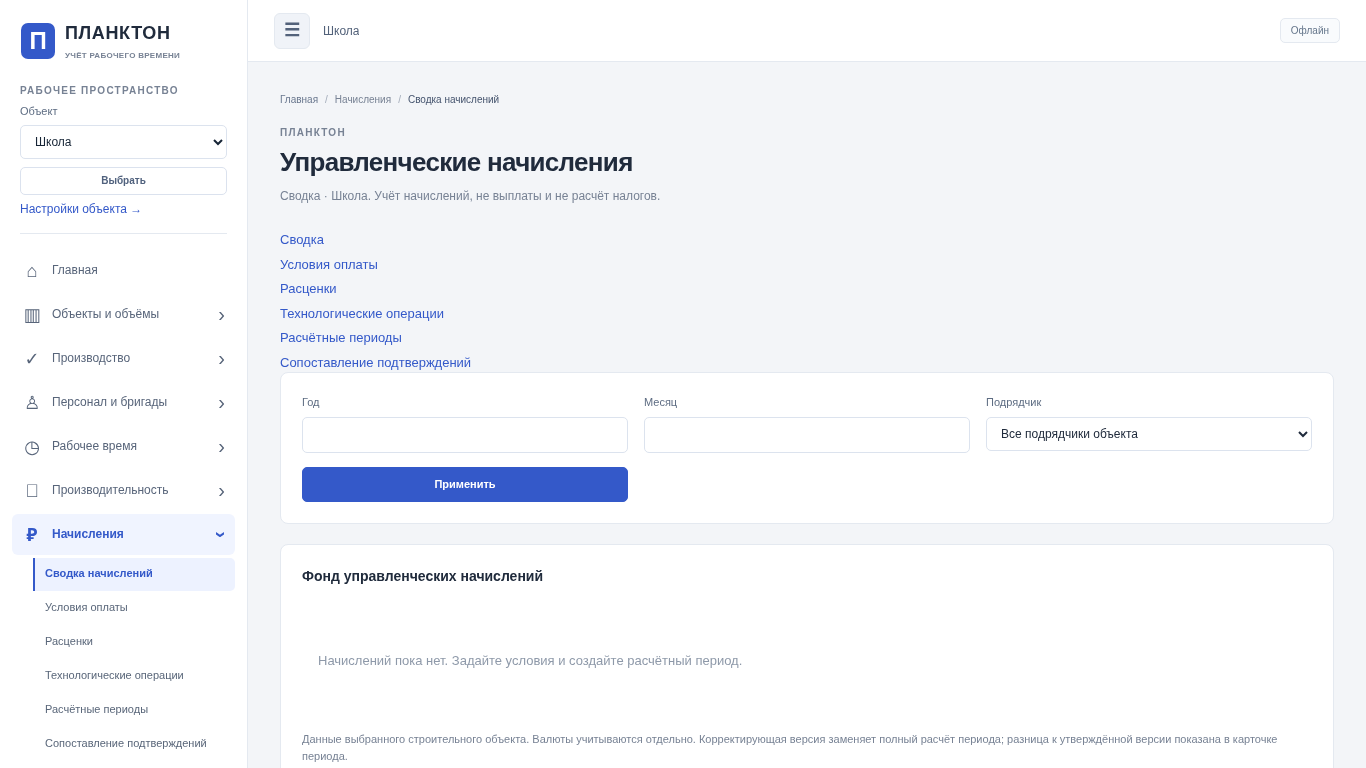 П ПЛАНКТОН
УЧЁТ РАБОЧЕГО ВРЕМЕНИ
РАБОЧЕЕ ПРОСТРАНСТВО
Объект
Школа
Выбрать
Настройки объекта →
Главная
Объекты и объёмы
Производство
Персонал и бригады
Рабочее время
Производительность
₽ Начисления
Сводка начислений
Условия оплаты
Расценки
Технологические операции
Расчётные периоды
Сопоставление подтверждений
Школа
Офлайн
Главная / Начисления / Сводка начислений
ПЛАНКТОН
Управленческие начисления
Сводка · Школа. Учёт начислений, не выплаты и не расчёт налогов.
Сводка
Условия оплаты
Расценки
Технологические операции
Расчётные периоды
Сопоставление подтверждений
Год Месяц Подрядчик
Все подрядчики объекта
Применить
Фонд управленческих начислений
Начислений пока нет. Задайте условия и создайте расчётный период.
Данные выбранного строительного объекта. Валюты учитываются отдельно. Корректирующая версия заменяет полный расчёт периода; разница к утверждённой версии показана в карточке
периода.